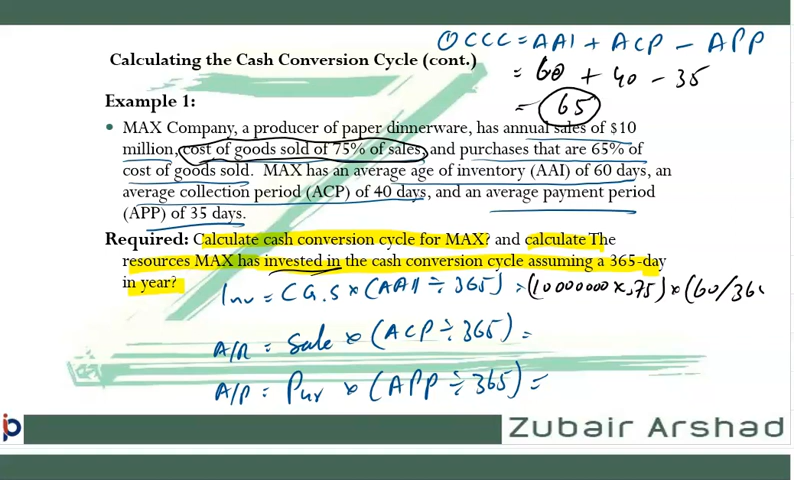 ① CCC = AAI + ACP − APP
Calculating the Cash Conversion Cycle (cont.)
= 60 + 40 − 35
= 65
Example 1:
• MAX Company, a producer of paper dinnerware, has annual sales of $10
million, cost of goods sold of 75% of sales, and purchases that are 65% of
cost of goods sold. MAX has an average age of inventory (AAI) of 60 days, an
average collection period (ACP) of 40 days, and an average payment period
(APP) of 35 days.
Required: Calculate cash conversion cycle for MAX? and calculate The
resources MAX has invested in the cash conversion cycle assuming a 365-day
in year?
Inv = CG.S × (AAI ÷ 365) = (10000000 × .75) × (60/36
A/R = Sale × (ACP ÷ 365) =
A/P = Pur × (APP ÷ 365) =
Zubair Arshad